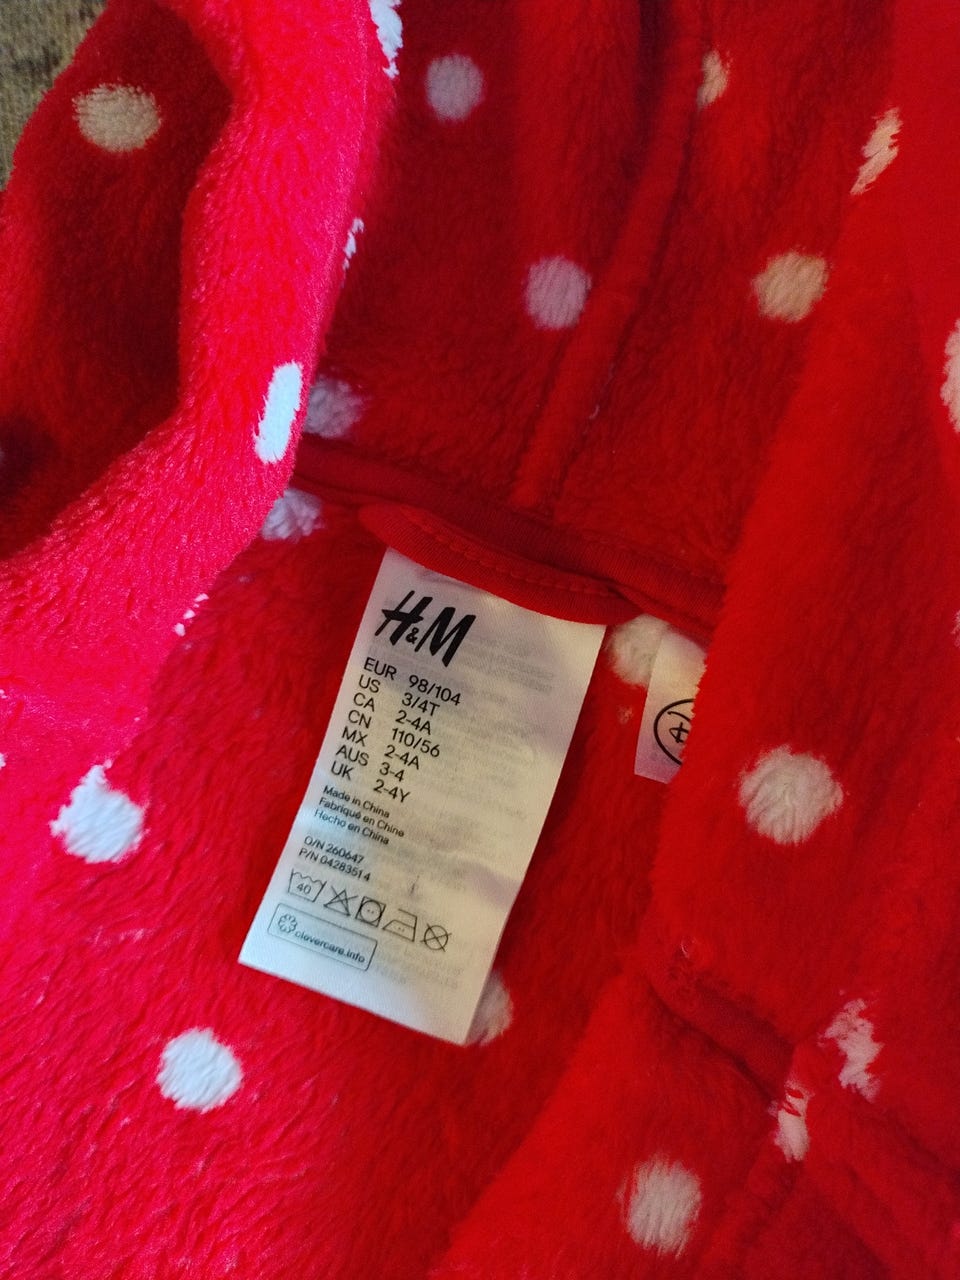 H&M
EUR 98/104
US 3/4T
CA 2-4A
CN 110/56
MX 2-4A
AUS 3-4
UK 2-4Y
Made in China
Fabriqué en Chine
Hecho en China
O/N 260647
P/N 04283514
40
clevercare.info